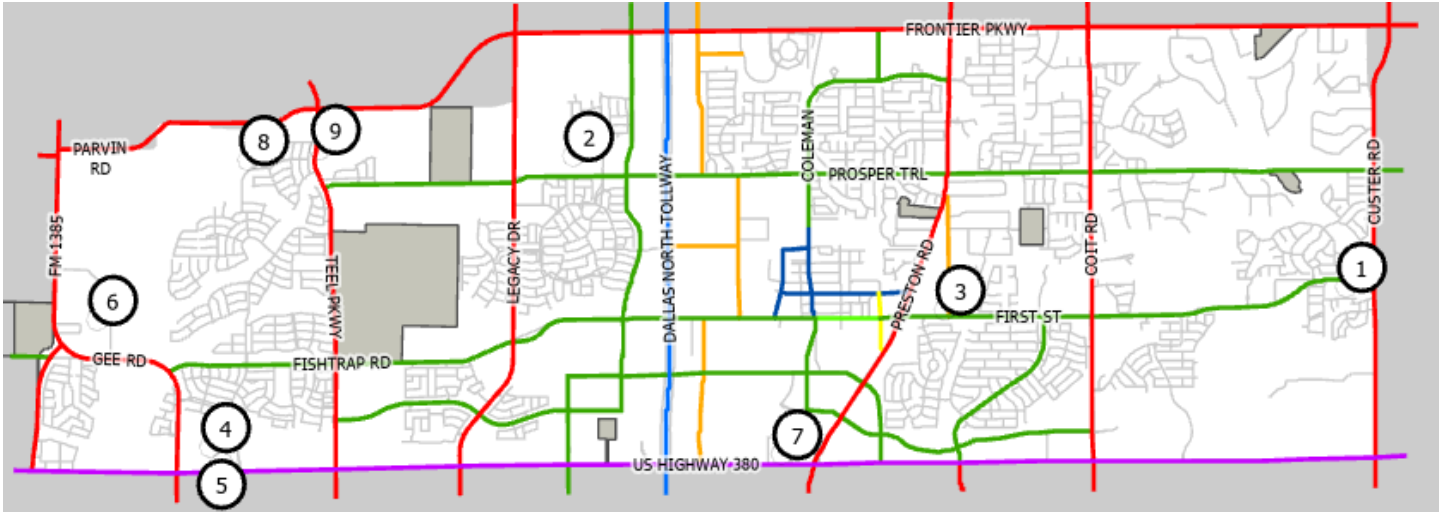 FRONTIER PKWY
9
8
2
PARVIN
RD
COLEMAN
PROSPER TRL
CUSTER RD
DALLAS NORTH TOLLWAY
FM 1385
LEGACY DR
COIT RD
TEEL PKWY
PRESTON RD
1
3
6
FIRST ST
GEE RD
FISHTRAP RD
4
7
US HIGHWAY 380
5